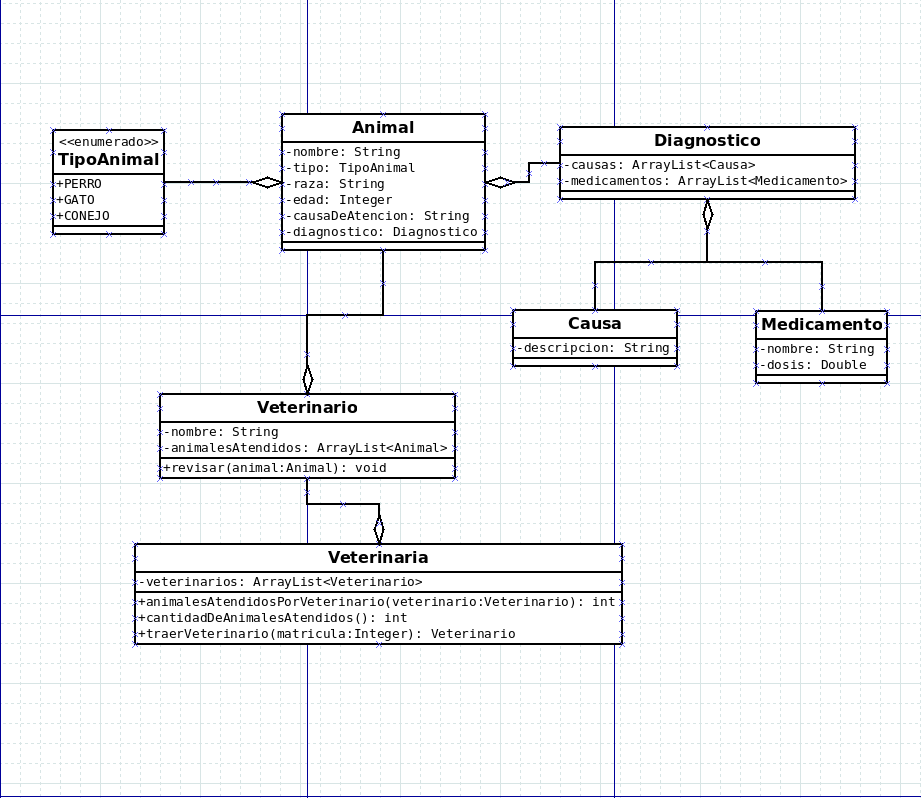 <<enumerado>>
TipoAnimal
+PERRO
+GATO
+CONEJO
Animal
-nombre: String
-tipo: TipoAnimal
-raza: String
-edad: Integer
-causaDeAtencion: String
-diagnostico: Diagnostico
Diagnostico
-causas: ArrayList<Causa>
-medicamentos: ArrayList<Medicamento>
Causa
-descripcion: String
Medicamento
-nombre: String
-dosis: Double
Veterinario
-nombre: String
-animalesAtendidos: ArrayList<Animal>
+revisar(animal:Animal): void
Veterinaria
-veterinarios: ArrayList<Veterinario>
+animalesAtendidosPorVeterinario(veterinario:Veterinario): int
+cantidadDeAnimalesAtendidos(): int
+traerVeterinario(matricula:Integer): Veterinario